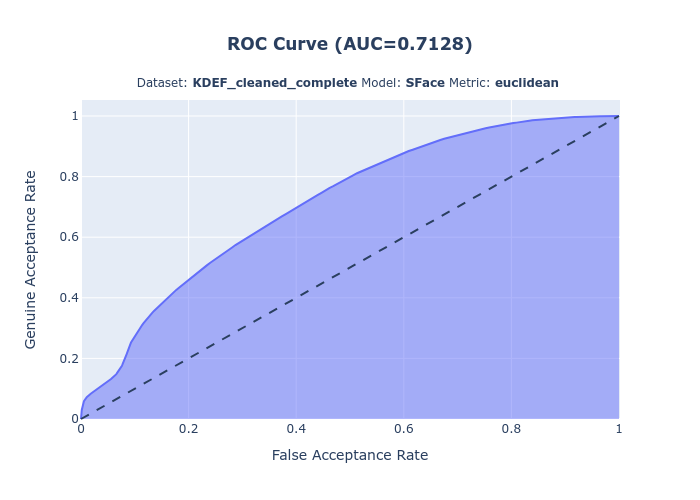 ROC Curve (AUC=0.7128)
Dataset: KDEF_cleaned_complete Model: SFace Metric: euclidean
1
0.8
0.6
0.4
0.2
0
Genuine Acceptance Rate
0 0.2 0.4 0.6 0.8 1
False Acceptance Rate